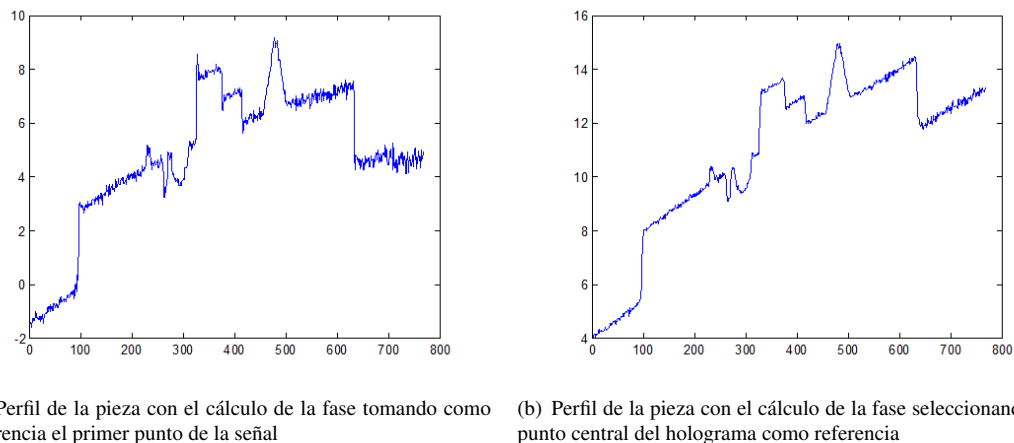 10
8
6
4
2
0
-2
0 100 200 300 400 500 600 700 800
16
14
12
10
8
6
4
0 100 200 300 400 500 600 700 800
Perfil de la pieza con el cálculo de la fase tomando como
rencia el primer punto de la señal
(b) Perfil de la pieza con el cálculo de la fase seleccionand
punto central del holograma como referencia